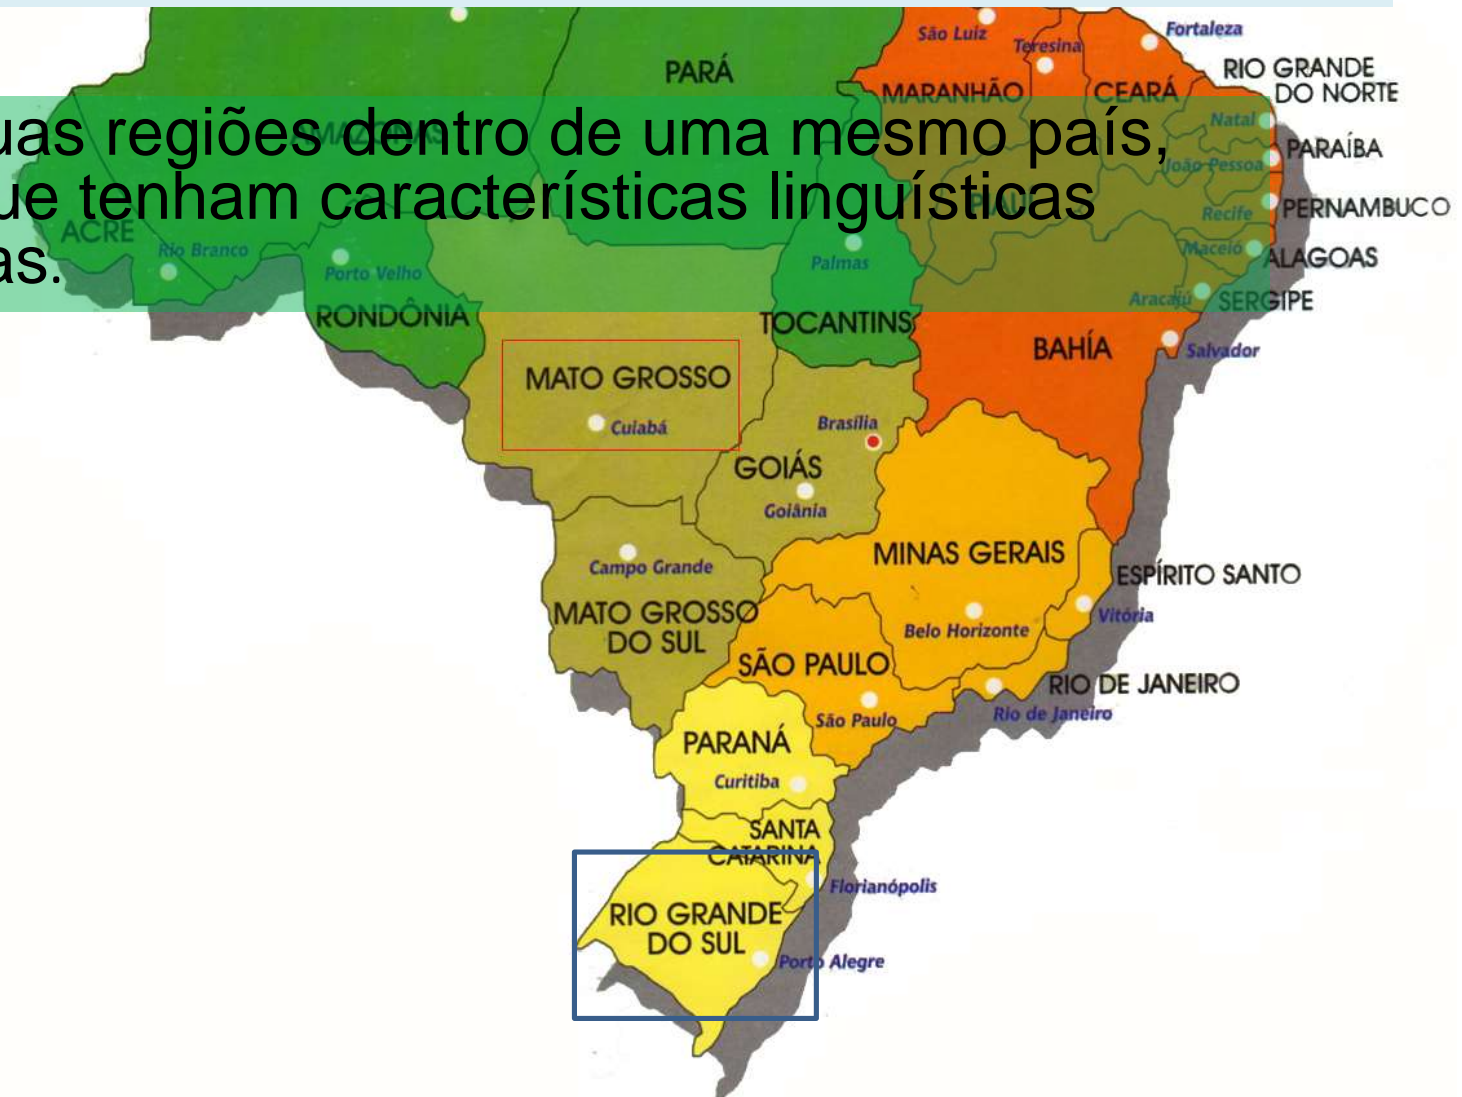 São Luiz
Teresina
Fortaleza
PARÁ
MARANHÃO
CEARÁ
RIO GRANDE
DO NORTE
Natal
uas regiões dentro de uma mesmo país,
AMAZONAS
João Pessoa
PARAÍBA
ue tenham características linguísticas
PIAUÍ
Recife
PERNAMBUCO
as.
ACRE
Rio Branco
Porto Velho
Palmas
Maceió
ALAGOAS
Aracajú
SERGIPE
RONDÔNIA
TOCANTINS
BAHÍA
Salvador
MATO GROSSO
Cuiabá
Brasília
GOIÁS
Goiânia
MINAS GERAIS
Campo Grande
ESPÍRITO SANTO
MATO GROSSO
DO SUL
Belo Horizonte
Vitória
SÃO PAULO
RIO DE JANEIRO
São Paulo
Rio de Janeiro
PARANÁ
Curitiba
SANTA
CATARINA
Florianópolis
RIO GRANDE
DO SUL
Porto Alegre